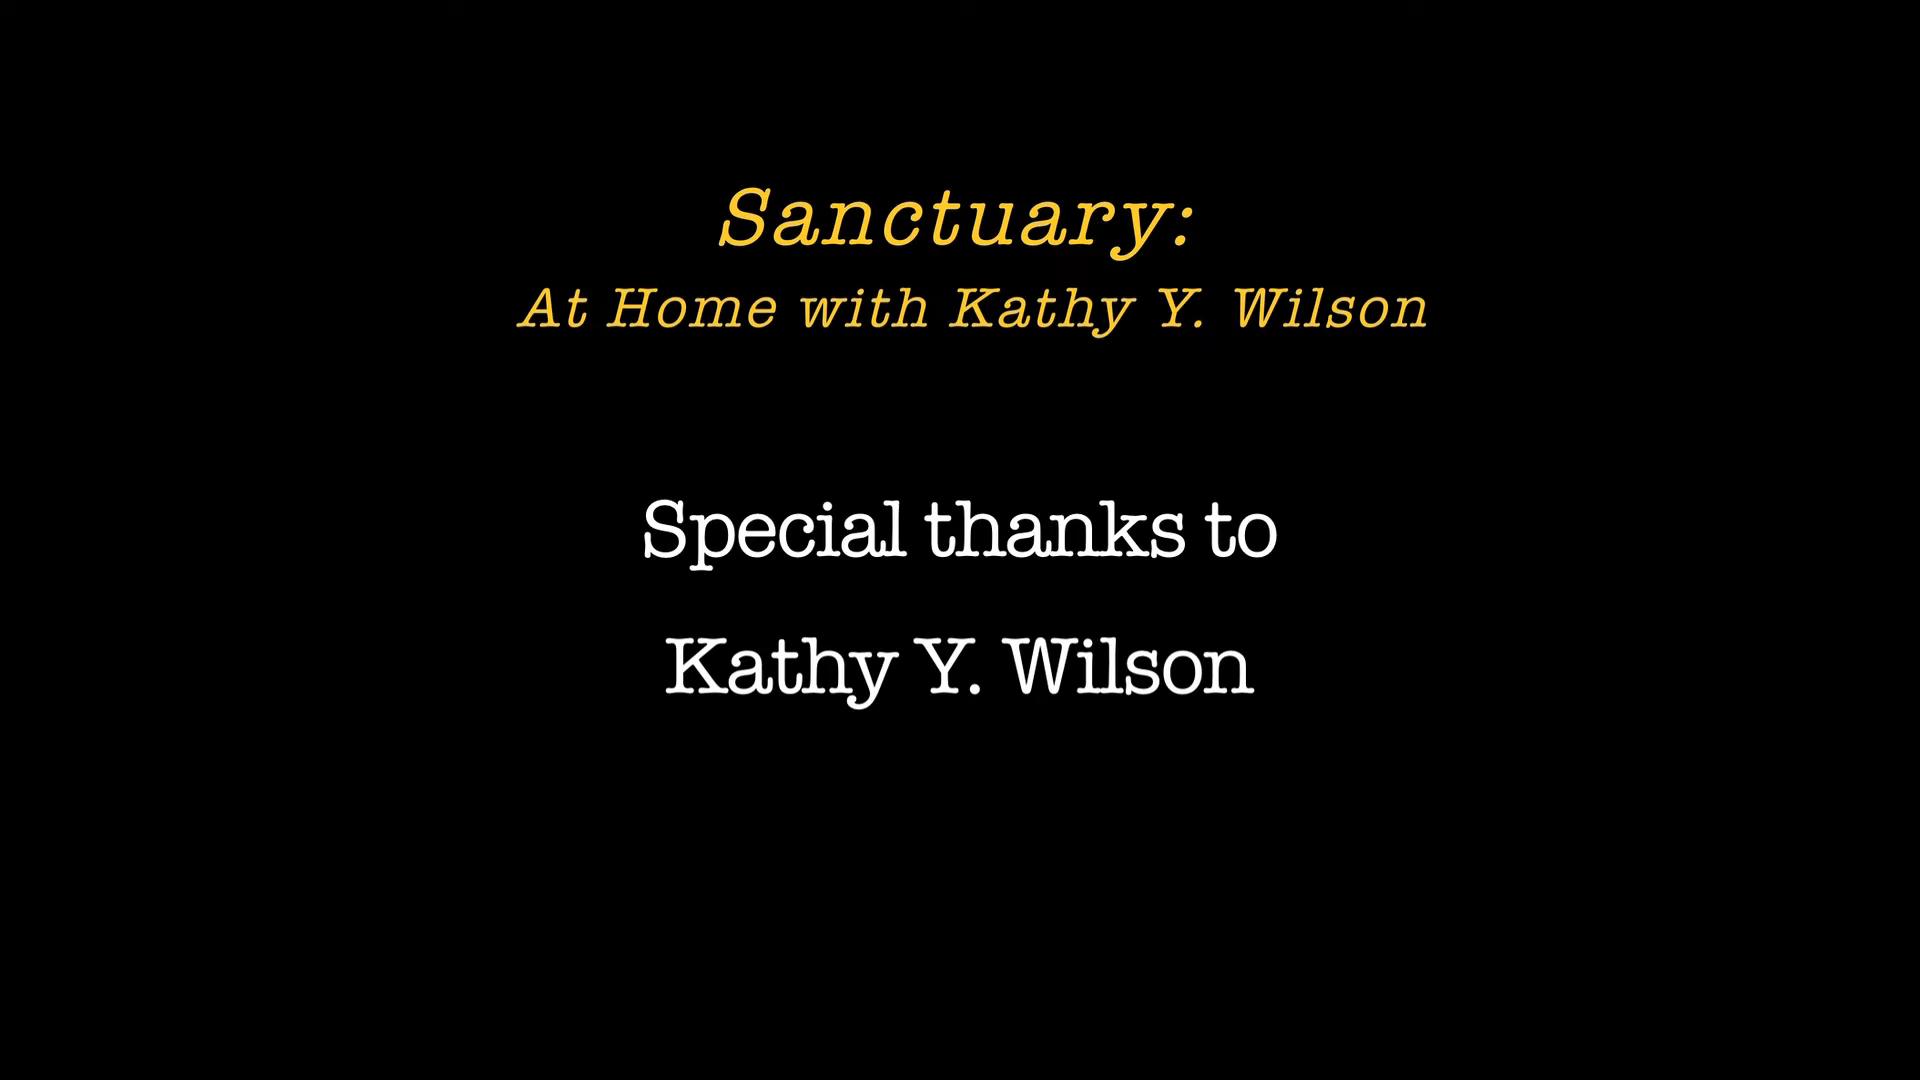 Sanctuary:
At Home with Kathy Y. Wilson
Special thanks to
Kathy Y. Wilson